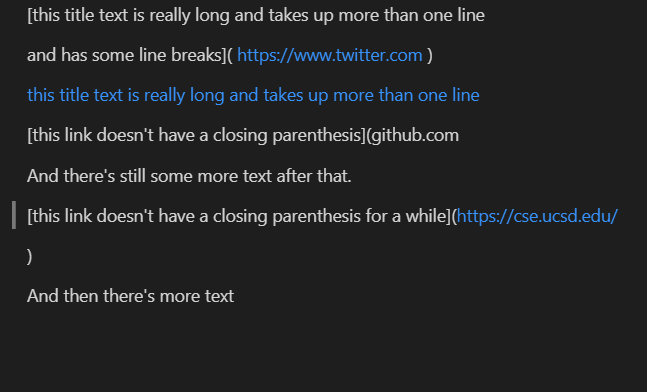 [this title text is really long and takes up more than one line
and has some line breaks]( https://www.twitter.com )
this title text is really long and takes up more than one line
[this link doesn't have a closing parenthesis](github.com
And there's still some more text after that.
[this link doesn't have a closing parenthesis for a while](https://cse.ucsd.edu/
)
And then there's more text